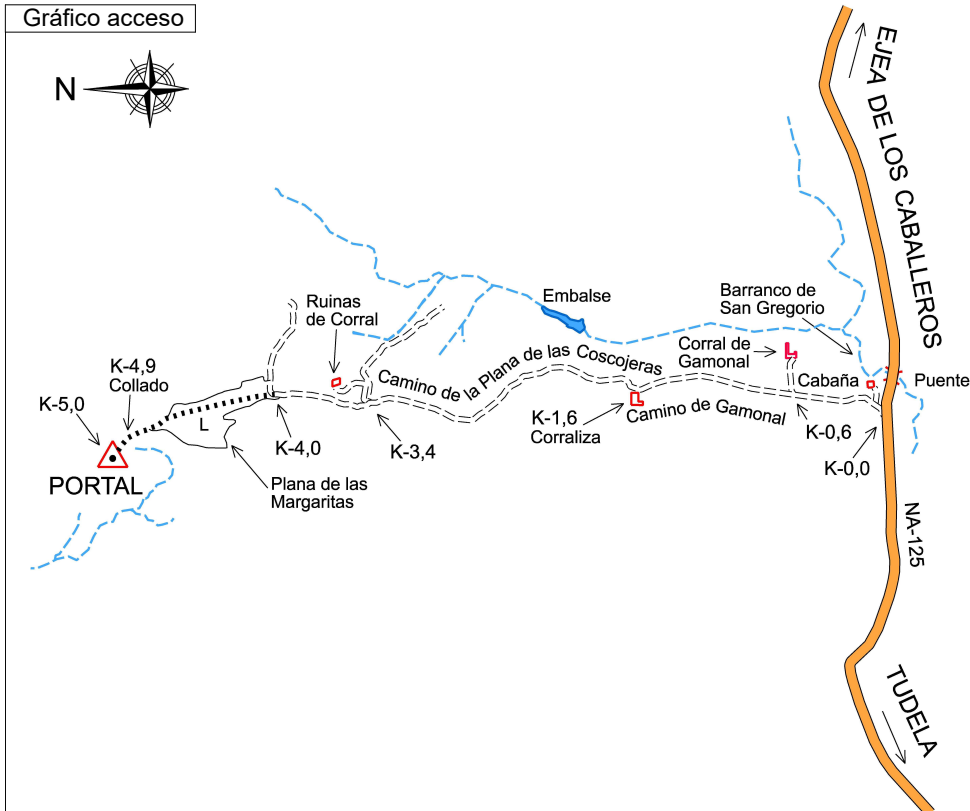 Gráfico acceso
N
EJEA DE LOS CABALLEROS
Embalse
Barranco de
San Gregorio
Ruinas
de Corral
Corral de
Gamonal
K-4,9
Collado
Camino de la Plana de las Coscojeras
Cabaña
Puente
K-5,0
L
K-1,6
Corraliza
Camino de Gamonal
K-4,0
K-3,4
K-0,6
K-0,0
PORTAL
Plana de las
Margaritas
NA-125
TUDELA